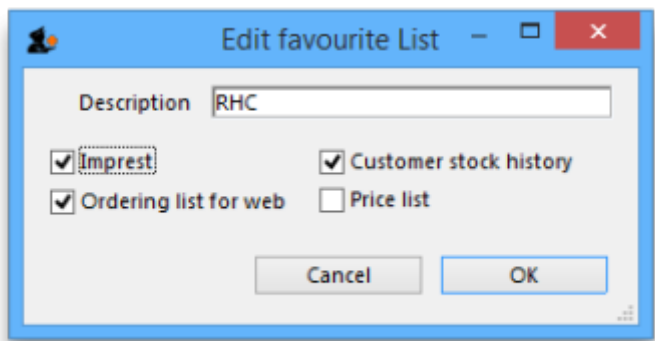 Edit favourite List
Description RHC
Imprest Customer stock history
Ordering list for web Price list
Cancel OK